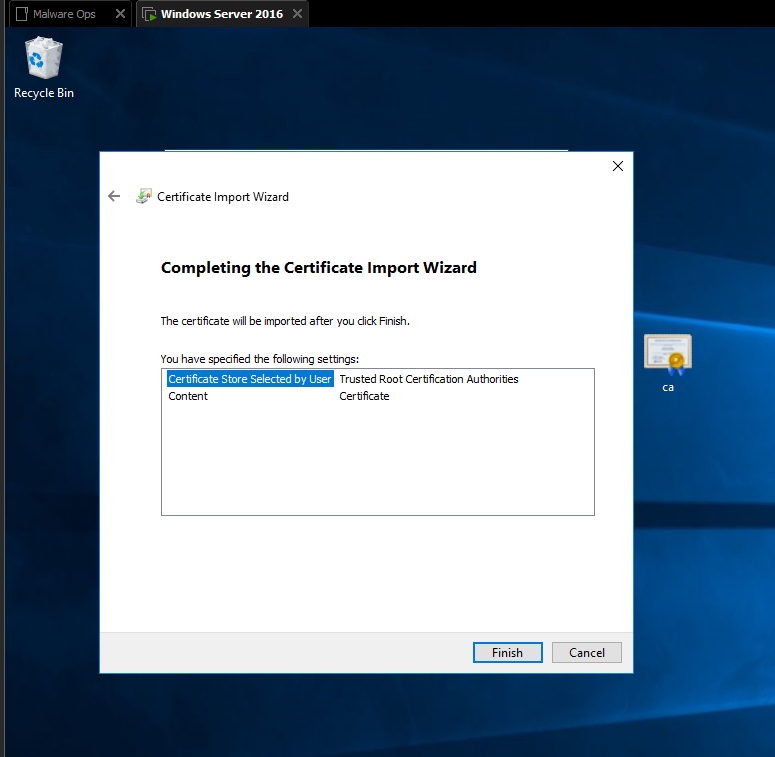 Malware Ops
Windows Server 2016
Recycle Bin
Certificate Import Wizard
Completing the Certificate Import Wizard
The certificate will be imported after you click Finish.
You have specified the following settings:
Certificate Store Selected by User Trusted Root Certification Authorities
Content Certificate
ca
Finish Cancel